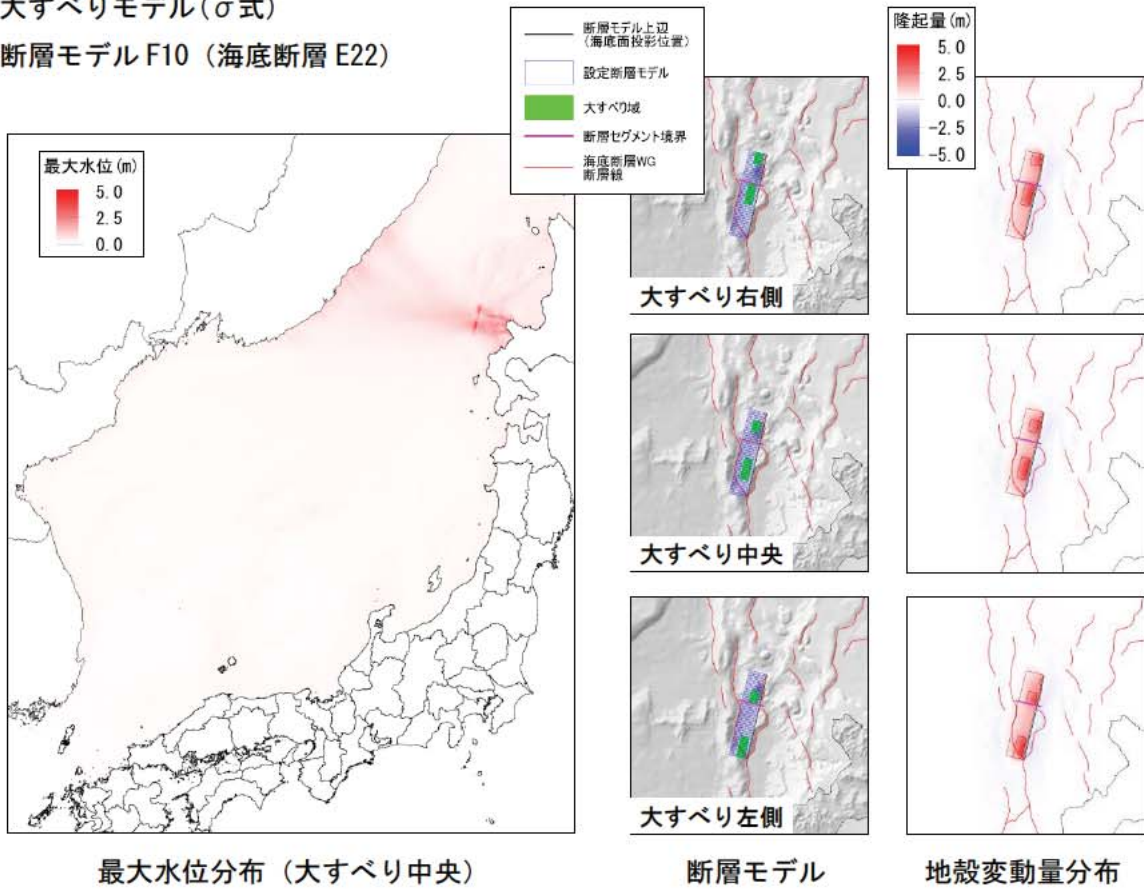 大すべりモデル(σ式)
断層モデル F10（海底断層 E22）
断層モデル上辺
（海底面投影位置）
設定断層モデル
大すべり域
断層セグメント境界
海底断層WG
断層線
隆起量(m)
5.0
2.5
0.0
-2.5
-5.0
最大水位(m)
5.0
2.5
0.0
大すべり右側
大すべり中央
大すべり左側
最大水位分布（大すべり中央）
断層モデル
地殻変動量分布